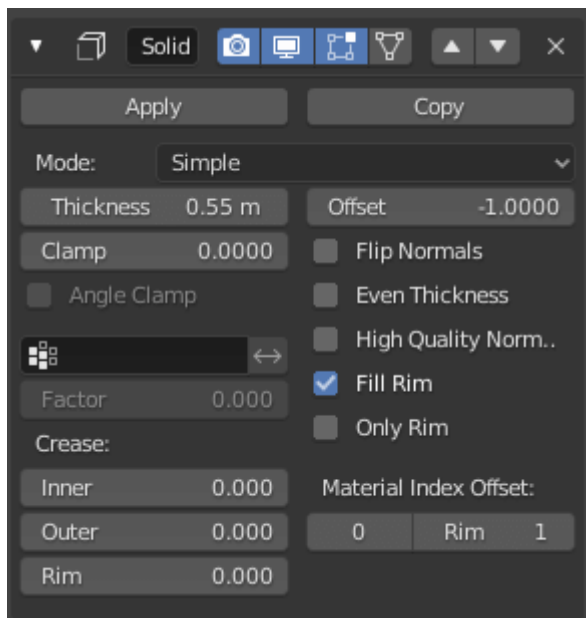 Solid
Apply Copy
Mode: Simple
Thickness 0.55 m Offset -1.0000
Clamp 0.0000 Flip Normals
Angle Clamp Even Thickness
High Quality Norm..
Factor 0.000 Fill Rim
Crease: Only Rim
Inner 0.000 Material Index Offset:
Outer 0.000 0 Rim 1
Rim 0.000